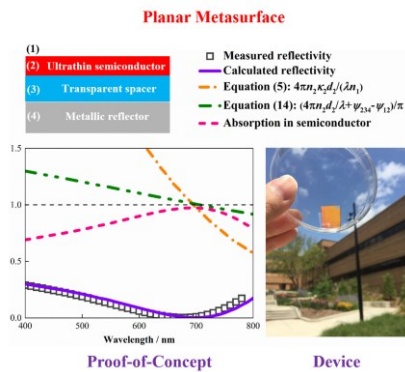 Planar Metasurface
(1)
(2) Ultrathin semiconductor
(3) Transparent spacer
(4) Metallic reflector
Measured reflectivity
Calculated reflectivity
Equation (5): 4πn₂κ₂d₂/(λn₁)
Equation (14): (4πn₂d₂/λ+ψ₂₃₄-ψ₁₂)/π
Absorption in semiconductor
1.5
1.0
0.5
0.0
400 500 600 700 800
Wavelength / nm
Proof-of-Concept
Device